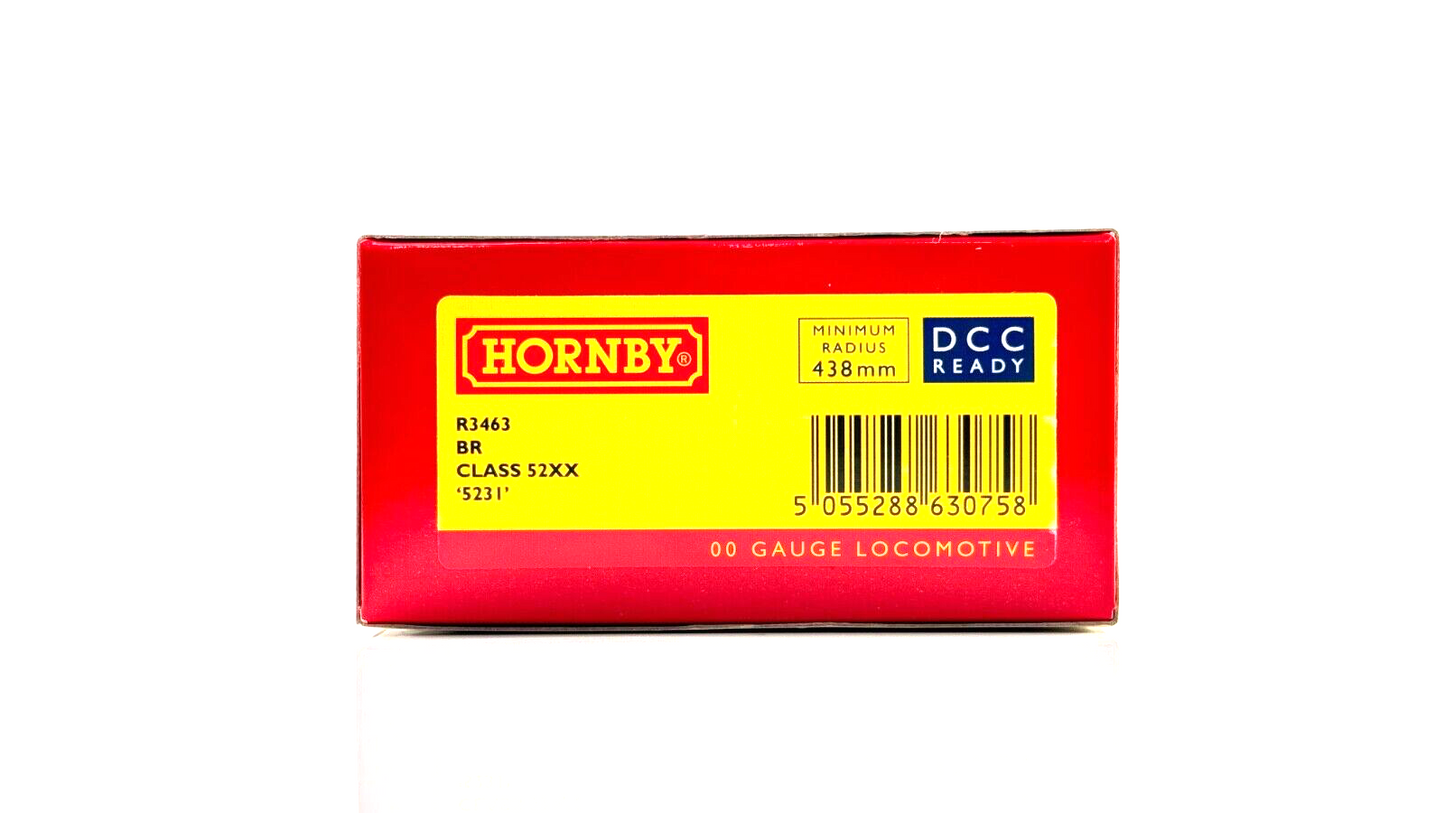 HORNBY®
MINIMUM
RADIUS
438mm
DCC
READY
R3463
BR
CLASS 52XX
‘5231’
5 055288 630758
00 GAUGE LOCOMOTIVE